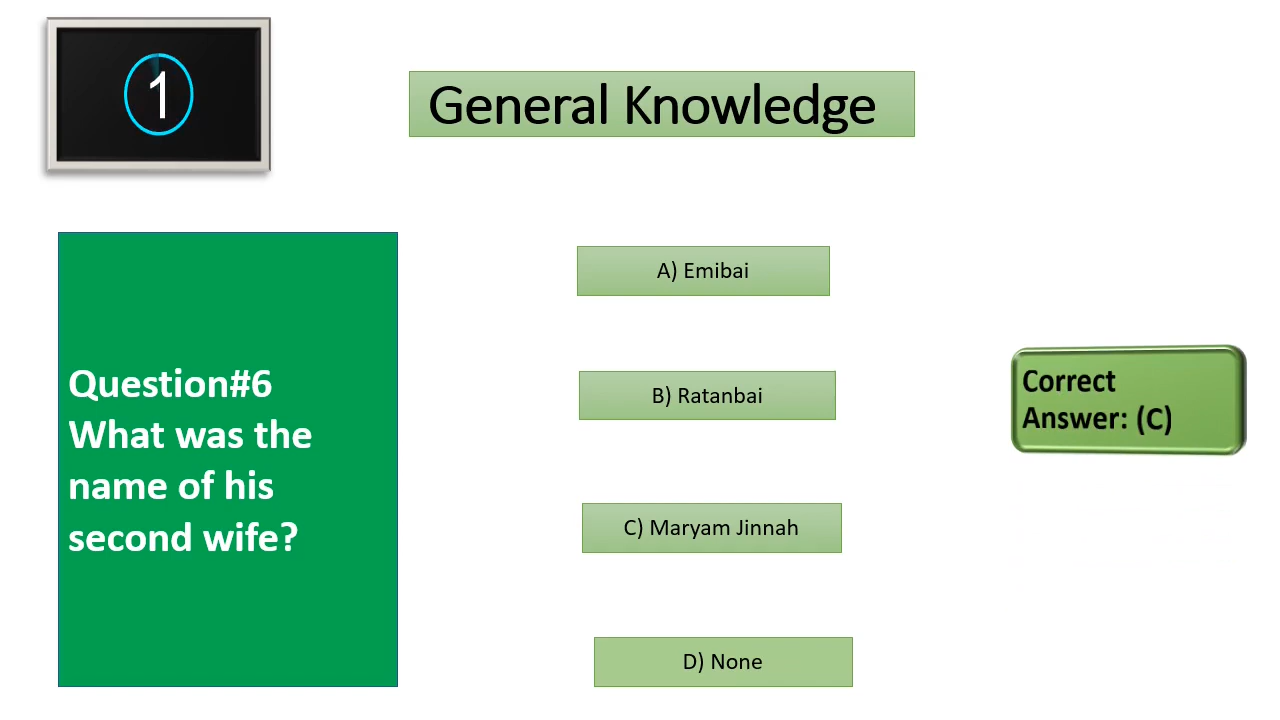 1
General Knowledge
Question#6
What was the
name of his
second wife?
A) Emibai
B) Ratanbai
C) Maryam Jinnah
D) None
Correct
Answer: (C)